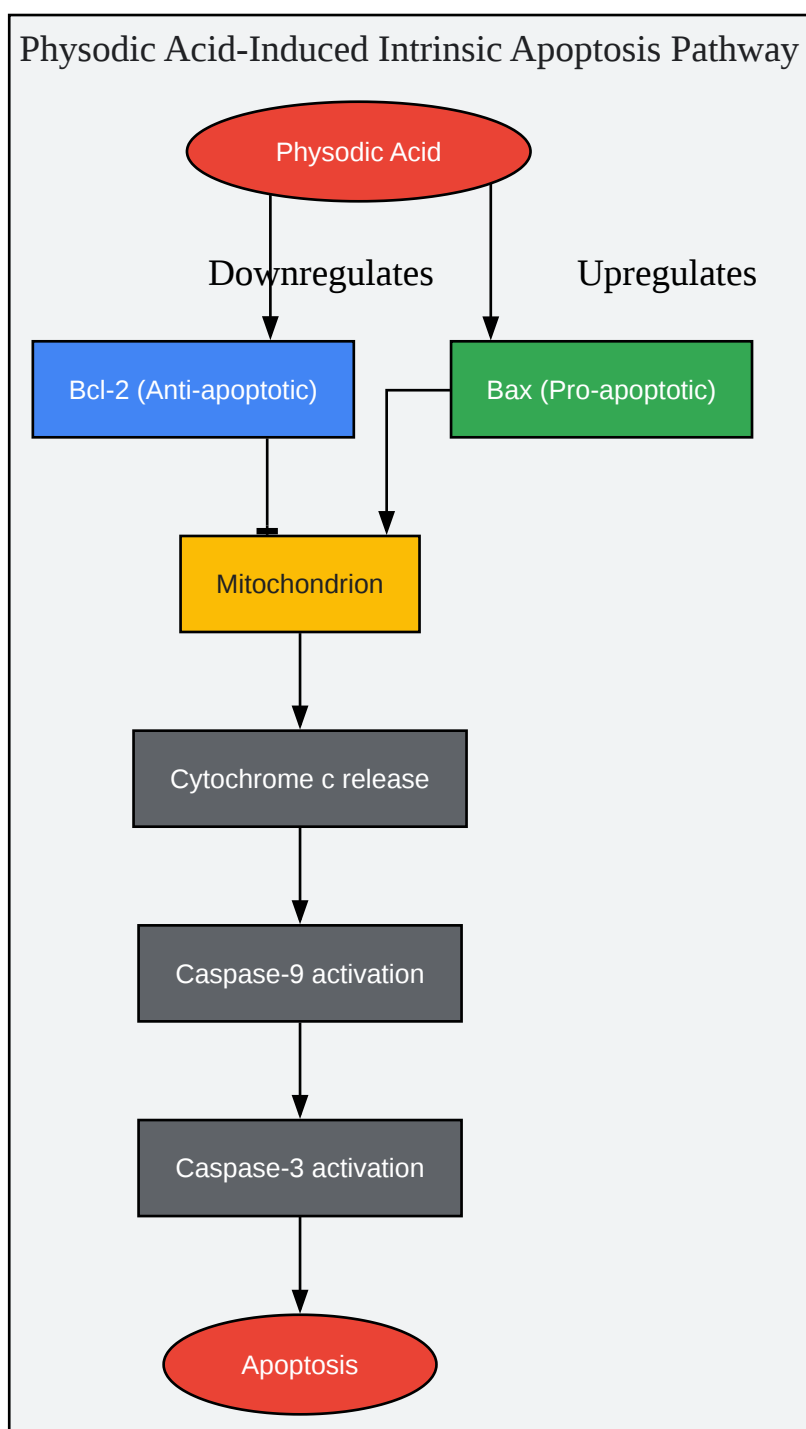 Physodic Acid-Induced Intrinsic Apoptosis Pathway
Physodic Acid
Downregulates
Upregulates
Bcl-2 (Anti-apoptotic)
Bax (Pro-apoptotic)
Mitochondrion
Cytochrome c release
Caspase-9 activation
Caspase-3 activation
Apoptosis